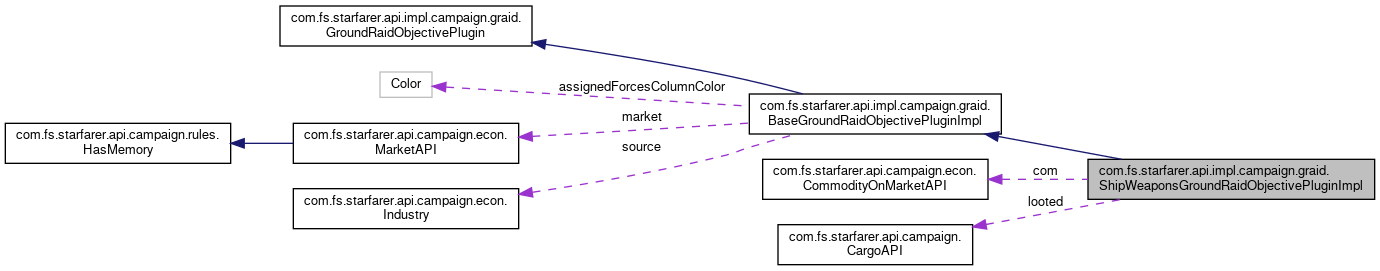 com.fs.starfarer.api.impl.campaign.graid.
GroundRaidObjectivePlugin
Color
assignedForcesColumnColor
com.fs.starfarer.api.impl.campaign.graid.
BaseGroundRaidObjectivePluginImpl
market
com.fs.starfarer.api.campaign.rules.
HasMemory
com.fs.starfarer.api.campaign.econ.
MarketAPI
source
com.fs.starfarer.api.campaign.econ.
CommodityOnMarketAPI
com
com.fs.starfarer.api.impl.campaign.graid.
ShipWeaponsGroundRaidObjectivePluginImpl
com.fs.starfarer.api.campaign.econ.
Industry
looted
com.fs.starfarer.api.campaign.
CargoAPI